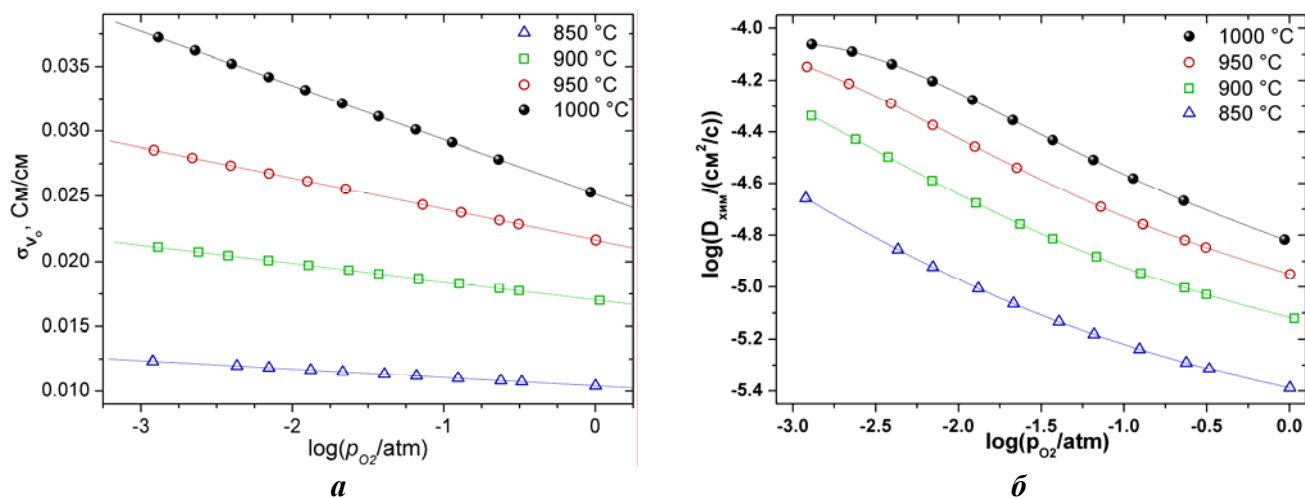 850 °C
900 °C
950 °C
1000 °C
σVo, См/см
0.035
0.030
0.025
0.020
0.015
0.010
-3
-2
-1
0
log(pO2/atm)
а
1000 °C
950 °C
900 °C
850 °C
log(Dхим/(см²/с))
-4.0
-4.2
-4.4
-4.6
-4.8
-5.0
-5.2
-5.4
-3.0
-2.5
-2.0
-1.5
-1.0
-0.5
0.0
log(pO2/atm)
б